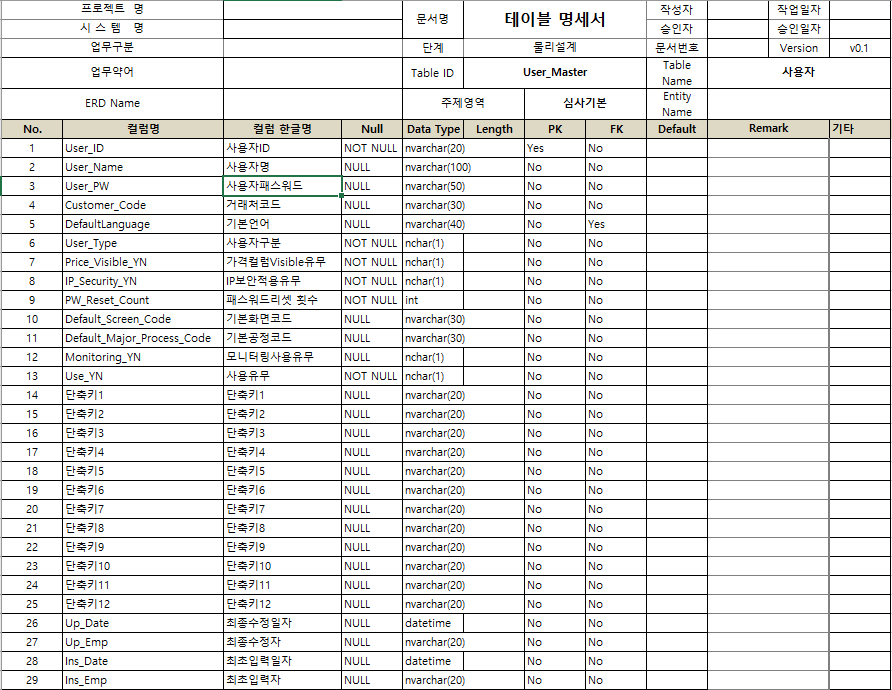 프로젝트 명 문서명 테이블 명세서 작성자 작업일자
시 스 템 명 승인자 승인일자
업무구분 단계 물리설계 문서번호 Version v0.1
업무약어 Table ID User_Master Table Name 사용자
ERD Name 주제영역 심사기본 Entity Name
No. 컬럼명 컬럼 한글명 Null Data Type Length PK FK Default Remark 기타
1 User_ID 사용자ID NOT NULL nvarchar(20) Yes No
2 User_Name 사용자명 NULL nvarchar(100) No No
3 User_PW 사용자패스워드 NULL nvarchar(50) No No
4 Customer_Code 거래처코드 NULL nvarchar(30) No No
5 DefaultLanguage 기본언어 NULL nvarchar(40) No Yes
6 User_Type 사용자구분 NOT NULL nchar(1) No No
7 Price_Visible_YN 가격컬럼Visible유무 NOT NULL nchar(1) No No
8 IP_Security_YN IP보안적용유무 NOT NULL nchar(1) No No
9 PW_Reset_Count 패스워드리셋 횟수 NOT NULL int No No
10 Default_Screen_Code 기본화면코드 NULL nvarchar(30) No No
11 Default_Major_Process_Code 기본공정코드 NULL nvarchar(30) No No
12 Monitoring_YN 모니터링사용유무 NULL nchar(1) No No
13 Use_YN 사용유무 NOT NULL nchar(1) No No
14 단축키1 단축키1 NULL nvarchar(20) No No
15 단축키2 단축키2 NULL nvarchar(20) No No
16 단축키3 단축키3 NULL nvarchar(20) No No
17 단축키4 단축키4 NULL nvarchar(20) No No
18 단축키5 단축키5 NULL nvarchar(20) No No
19 단축키6 단축키6 NULL nvarchar(20) No No
20 단축키7 단축키7 NULL nvarchar(20) No No
21 단축키8 단축키8 NULL nvarchar(20) No No
22 단축키9 단축키9 NULL nvarchar(20) No No
23 단축키10 단축키10 NULL nvarchar(20) No No
24 단축키11 단축키11 NULL nvarchar(20) No No
25 단축키12 단축키12 NULL nvarchar(20) No No
26 Up_Date 최종수정일자 NULL datetime No No
27 Up_Emp 최종수정자 NULL nvarchar(20) No No
28 Ins_Date 최초입력일자 NULL datetime No No
29 Ins_Emp 최초입력자 NULL nvarchar(20) No No